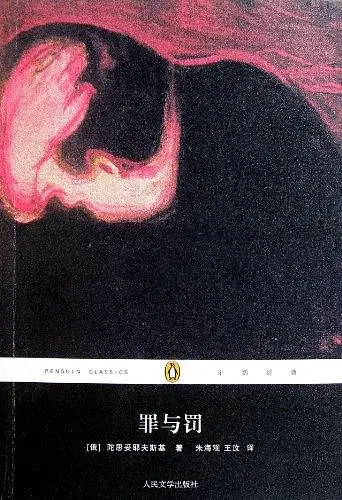 PENGUIN CLASSICS
企鹅经典
罪与罚
[俄] 陀思妥耶夫斯基 著 朱海观 王汶 译
人民文学出版社